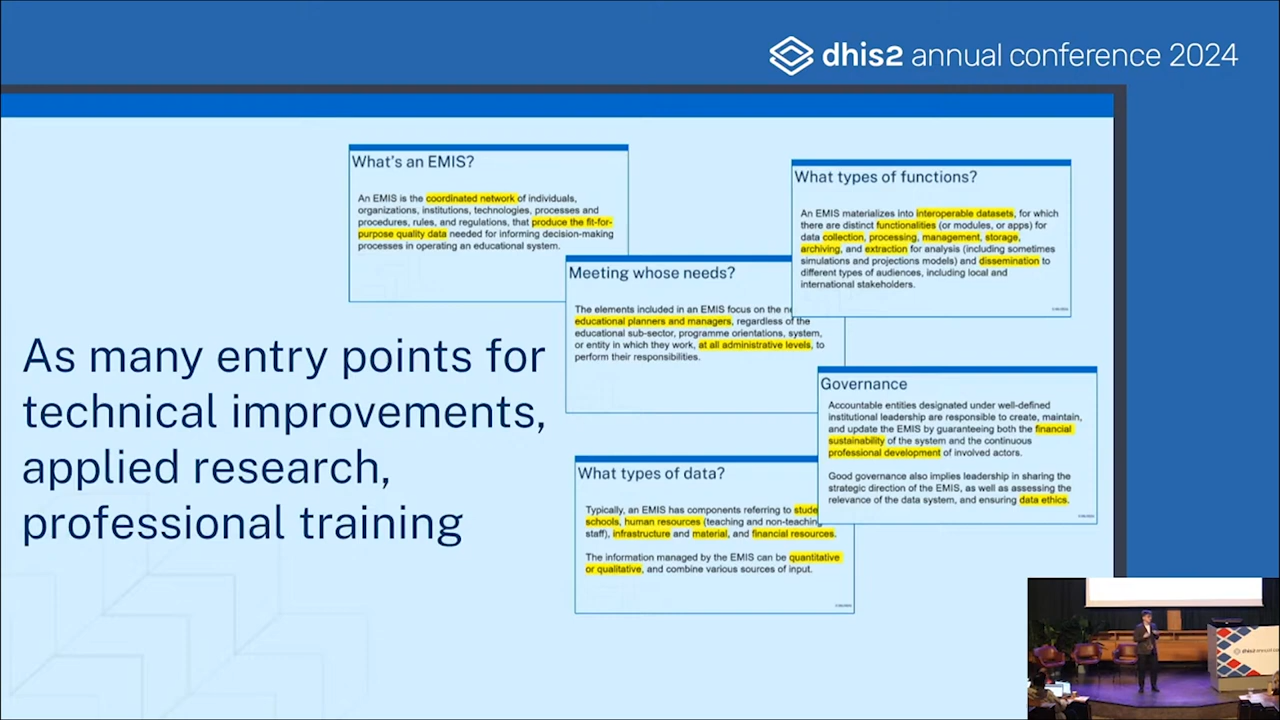 dhis2 annual conference 2024
As many entry points for
technical improvements,
applied research,
professional training
What's an EMIS?
An EMIS is the coordinated network of individuals,
organizations, institutions, technologies, processes and
procedures, rules, and regulations, that produce the fit-for-
purpose quality data needed for informing decision-making
processes in operating an educational system.
Meeting whose needs?
The elements included in an EMIS focus on the
educational planners and managers, regardless of the
educational sub-sector, programme orientations, system,
or entity in which they work, at all administrative levels, to
perform their responsibilities.
What types of functions?
An EMIS materializes into interoperable datasets, for which
there are distinct functionalities (or modules, or apps) for
data collection, processing, management, storage,
archiving, and extraction for analysis (including sometimes
simulations and projections models) and dissemination to
different types of audiences, including local and
international stakeholders.
Governance
Accountable entities designated under well-defined
institutional leadership are responsible to create, maintain,
and update the EMIS by guaranteeing both the financial
sustainability of the system and the continuous
professional development of involved actors.
Good governance also implies leadership in sharing the
strategic direction of the EMIS, as well as assessing the
relevance of the data system, and ensuring data ethics.
What types of data?
Typically, an EMIS has components referring to
schools, human resources (teaching and non-teaching
staff), infrastructure and material, and financial resources.
The information managed by the EMIS can be quantitative
or qualitative, and combine various sources of input.
dhis2 annual